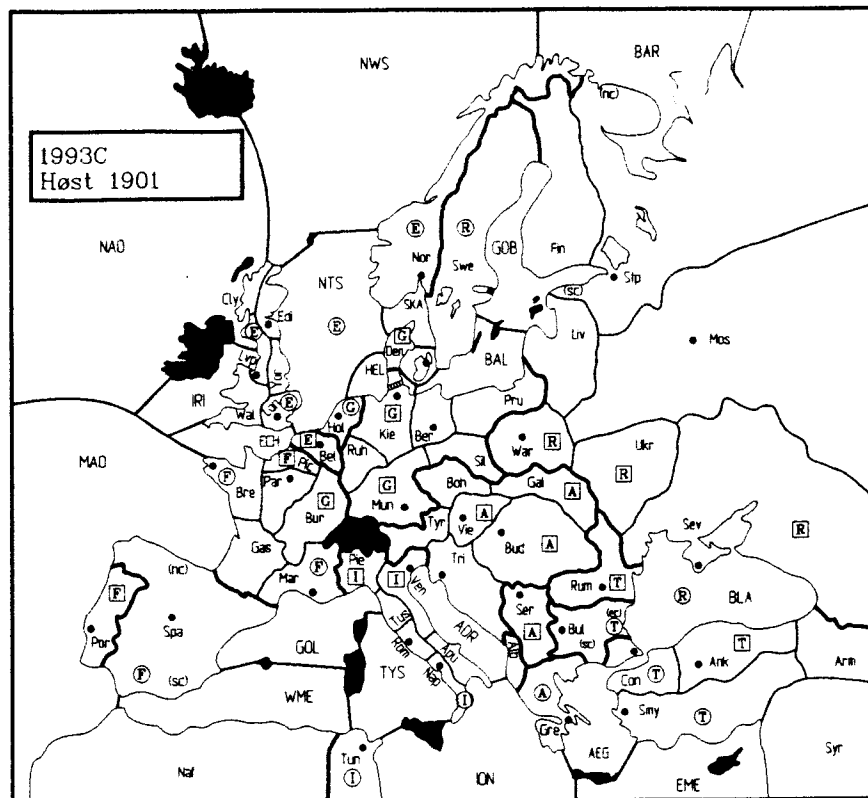 NWS
BAR
(nc)
1993C
Høst 1901
NAO
E
R
NTS
Nor
Swe
GOB
Fin
Stp
(sc)
Cly
Edi
SKA
E
E
G
Den
Liv
Mos
Lvp
HEL
BAL
IRI
Wal
E
G
Hol
G
Kie
Ber
Pru
ECH
E
Bel
Ruh
War
R
Ukr
MAO
F
Pic
Sil
R
F
Par
Boh
Gal
A
Bre
G
Bur
G
Mun
Tyr
Vie
A
Sev
R
Gas
Bud
A
(nc)
Mar
F
Pie
I
I
Ven
Tri
Rum
T
R
BLA
F
Por
Spa
Tus
ADR
Ser
(ec)
Bul
T
(sc)
A
Alb
T
GOL
Rom
Apu
Ank
Arm
F
(sc)
WME
TYS
Nap
I
A
Con
T
Gre
Smy
T
Naf
Tun
I
ION
AEG
EME
Syr